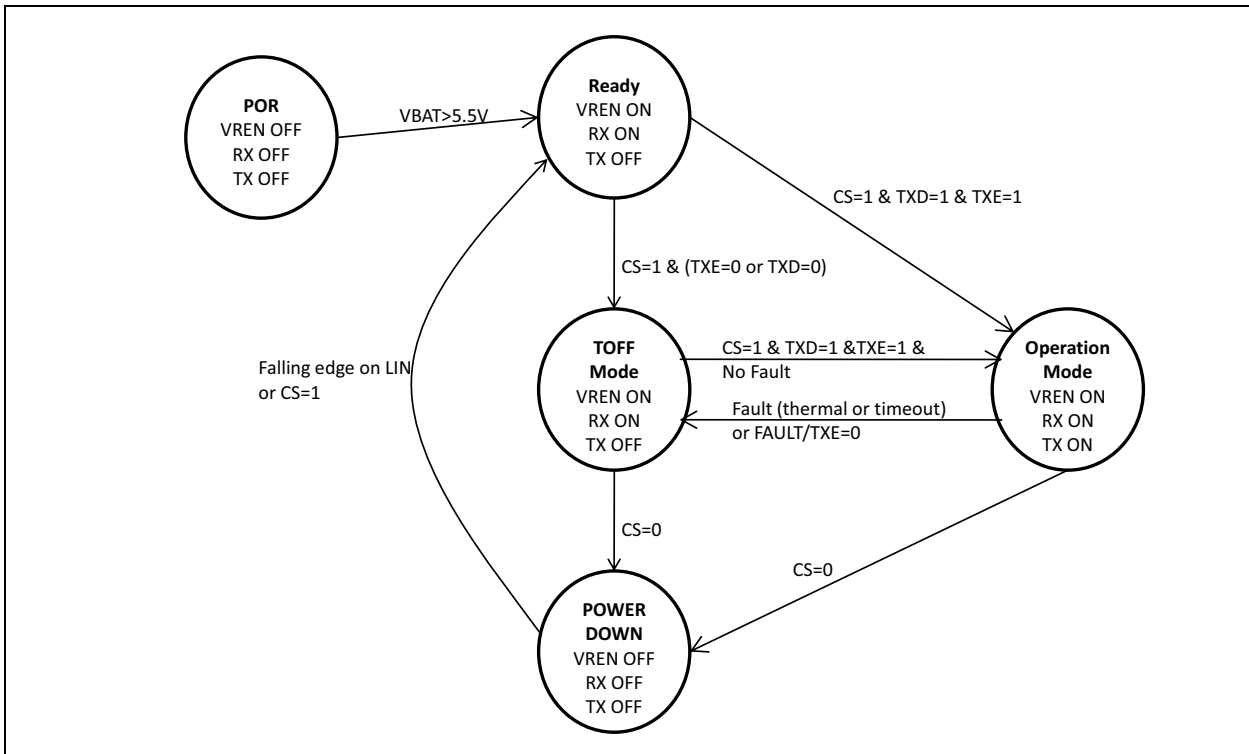 POR
VREN OFF
RX OFF
TX OFF
VBAT>5.5V
Ready
VREN ON
RX ON
TX OFF
CS=1 & TXD=1 & TXE=1
CS=1 & (TXE=0 or TXD=0)
Falling edge on LIN
or CS=1
TOFF
Mode
VREN ON
RX ON
TX OFF
CS=1 & TXD=1 &TXE=1 &
No Fault
Fault (thermal or timeout)
or FAULT/TXE=0
Operation
Mode
VREN ON
RX ON
TX ON
CS=0
CS=0
POWER
DOWN
VREN OFF
RX OFF
TX OFF